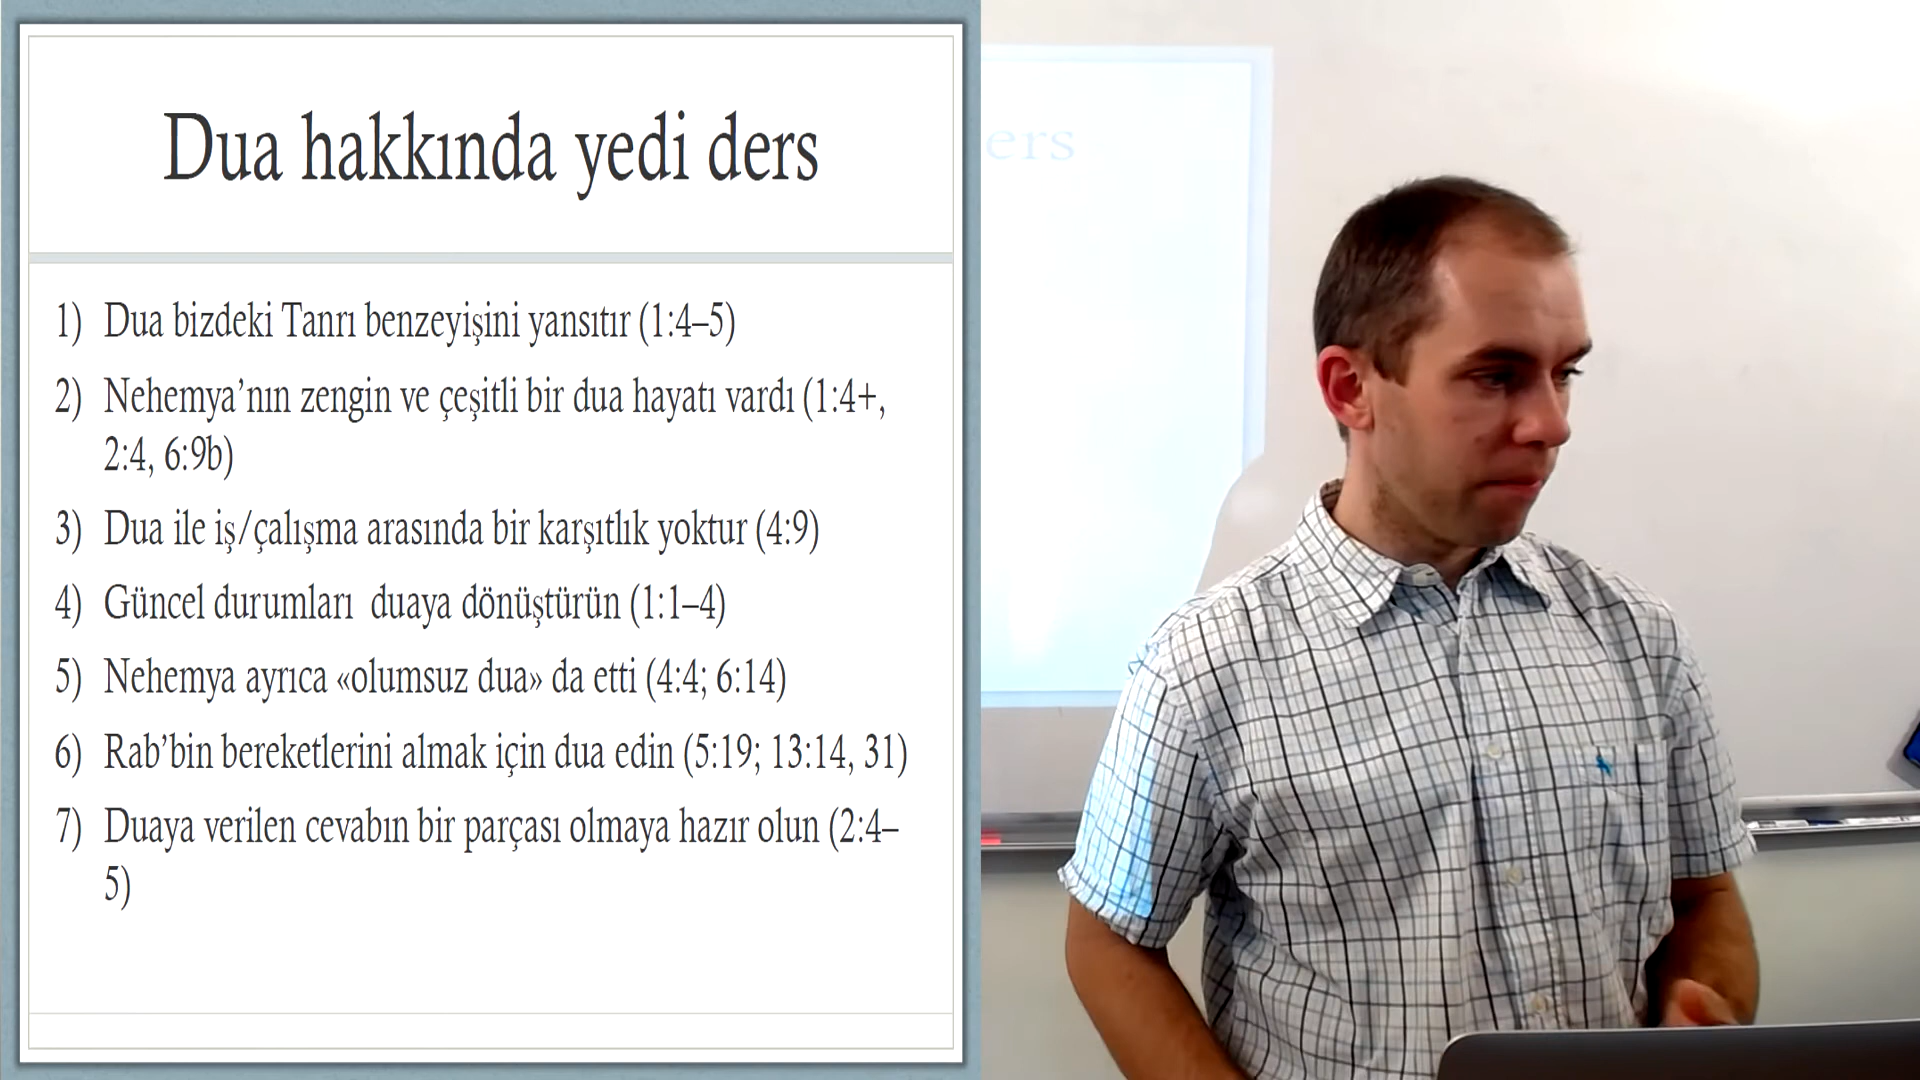 Dua hakkında yedi ders
1) Dua bizdeki Tanrı benzeyişini yansıtır (1:4–5)
2) Nehemya’nın zengin ve çeşitli bir dua hayatı vardı (1:4+,
2:4, 6:9b)
3) Dua ile iş/çalışma arasında bir karşıtlık yoktur (4:9)
4) Güncel durumları  duaya dönüştürün (1:1–4)
5) Nehemya ayrıca «olumsuz dua» da etti (4:4; 6:14)
6) Rab’bin bereketlerini almak için dua edin (5:19; 13:14, 31)
7) Duaya verilen cevabın bir parçası olmaya hazır olun (2:4–
5)
ers